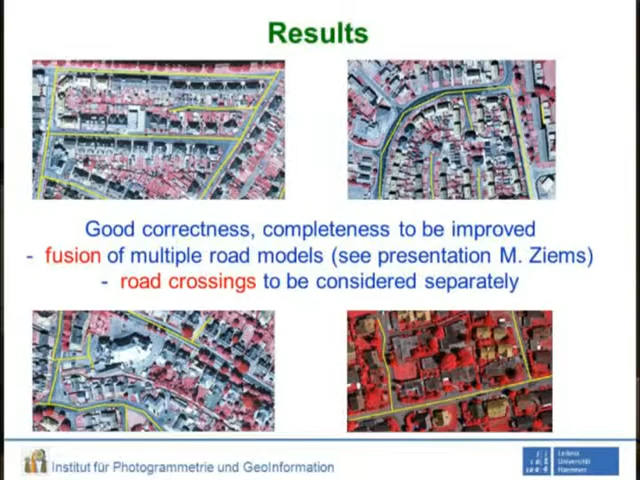 Results
Good correctness, completeness to be improved
- fusion of multiple road models (see presentation M. Ziems)
- road crossings to be considered separately
Institut für Photogrammetrie und GeoInformation
Leibniz
Universität
Hannover